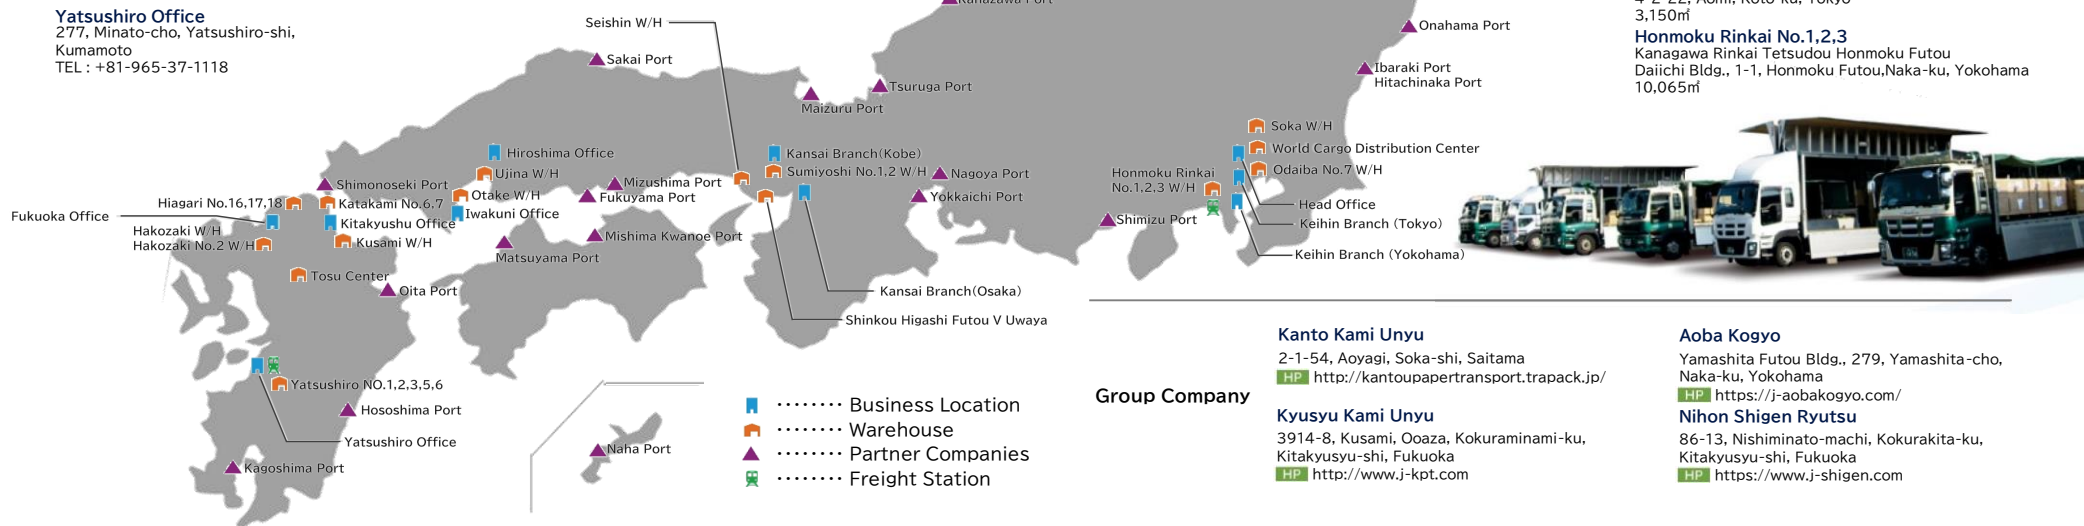 Yatsushiro Office
277, Minato-cho, Yatsushiro-shi,
Kumamoto
TEL : +81-965-37-1118
Seishin W/H
Kanazawa Port
Onahama Port
3,150㎡
Honmoku Rinkai No.1,2,3
Kanagawa Rinkai Tetsudou Honmoku Futou
Daiichi Bldg., 1-1, Honmoku Futou,Naka-ku, Yokohama
10,065㎡
Sakai Port
Ibaraki Port
Hitachinaka Port
Tsuruga Port
Maizuru Port
Soka W/H
World Cargo Distribution Center
Odaiba No.7 W/H
Honmoku Rinkai
No.1,2,3 W/H
Head Office
Keihin Branch (Tokyo)
Keihin Branch (Yokohama)
Shimizu Port
Hiroshima Office
Ujina W/H
Otake W/H
Iwakuni Office
Kansai Branch(Kobe)
Sumiyoshi No.1,2 W/H
Nagoya Port
Yokkaichi Port
Mizushima Port
Fukuyama Port
Mishima Kwanoe Port
Matsuyama Port
Shimonoseki Port
Hiagari No.16,17,18
Katakami No.6,7
Fukuoka Office
Kitakyushu Office
Hakozaki W/H
Hakozaki No.2 W/H
Kusami W/H
Tosu Center
Oita Port
Kansai Branch(Osaka)
Shinkou Higashi Futou V Uwaya
Yatsushiro NO.1,2,3,5,6
Hososhima Port
Yatsushiro Office
Kagoshima Port
Naha Port
········ Business Location
········ Warehouse
········ Partner Companies
········ Freight Station
Group Company
Kanto Kami Unyu
2-1-54, Aoyagi, Soka-shi, Saitama
HP http://kantoupapertransport.trapack.jp/
Kyusyu Kami Unyu
3914-8, Kusami, Ooaza, Kokuraminami-ku,
Kitakyusyu-shi, Fukuoka
HP http://www.j-kpt.com
Aoba Kogyo
Yamashita Futou Bldg., 279, Yamashita-cho,
Naka-ku, Yokohama
HP https://j-aobakogyo.com/
Nihon Shigen Ryutsu
86-13, Nishiminato-machi, Kokurakita-ku,
Kitakyusyu-shi, Fukuoka
HP https://www.j-shigen.com